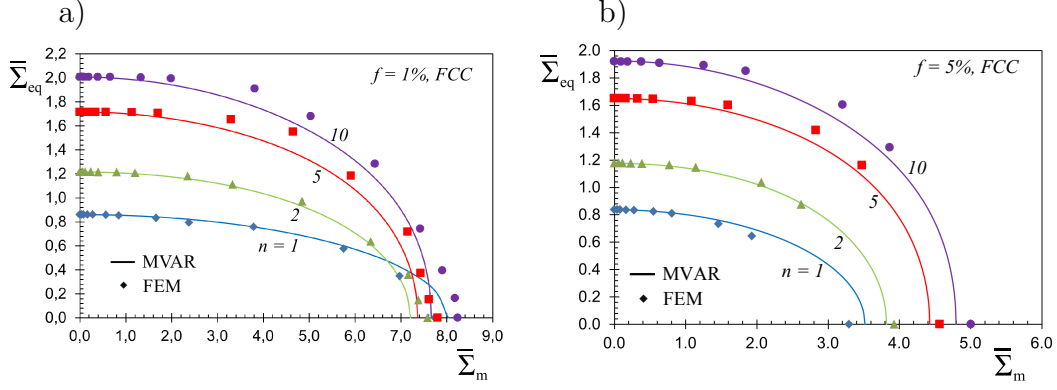 a)
2,0
1,8
1,6
1,4
1,2
1,0
0,8
0,6
0,4
0,2
0,0
2,2
Σ̅eq
f = 1%, FCC
10
5
2
n = 1
MVAR
FEM
0,0 1,0 2,0 3,0 4,0 5,0 6,0 7,0 8,0 9,0
Σ̅m
b)
2.0
1.8
1.6
1.4
1.2
1.0
0.8
0.6
0.4
0.2
0.0
Σ̅eq
f = 5%, FCC
10
5
2
n = 1
MVAR
FEM
0.0 1.0 2.0 3.0 4.0 5.0 6.0
Σ̅m